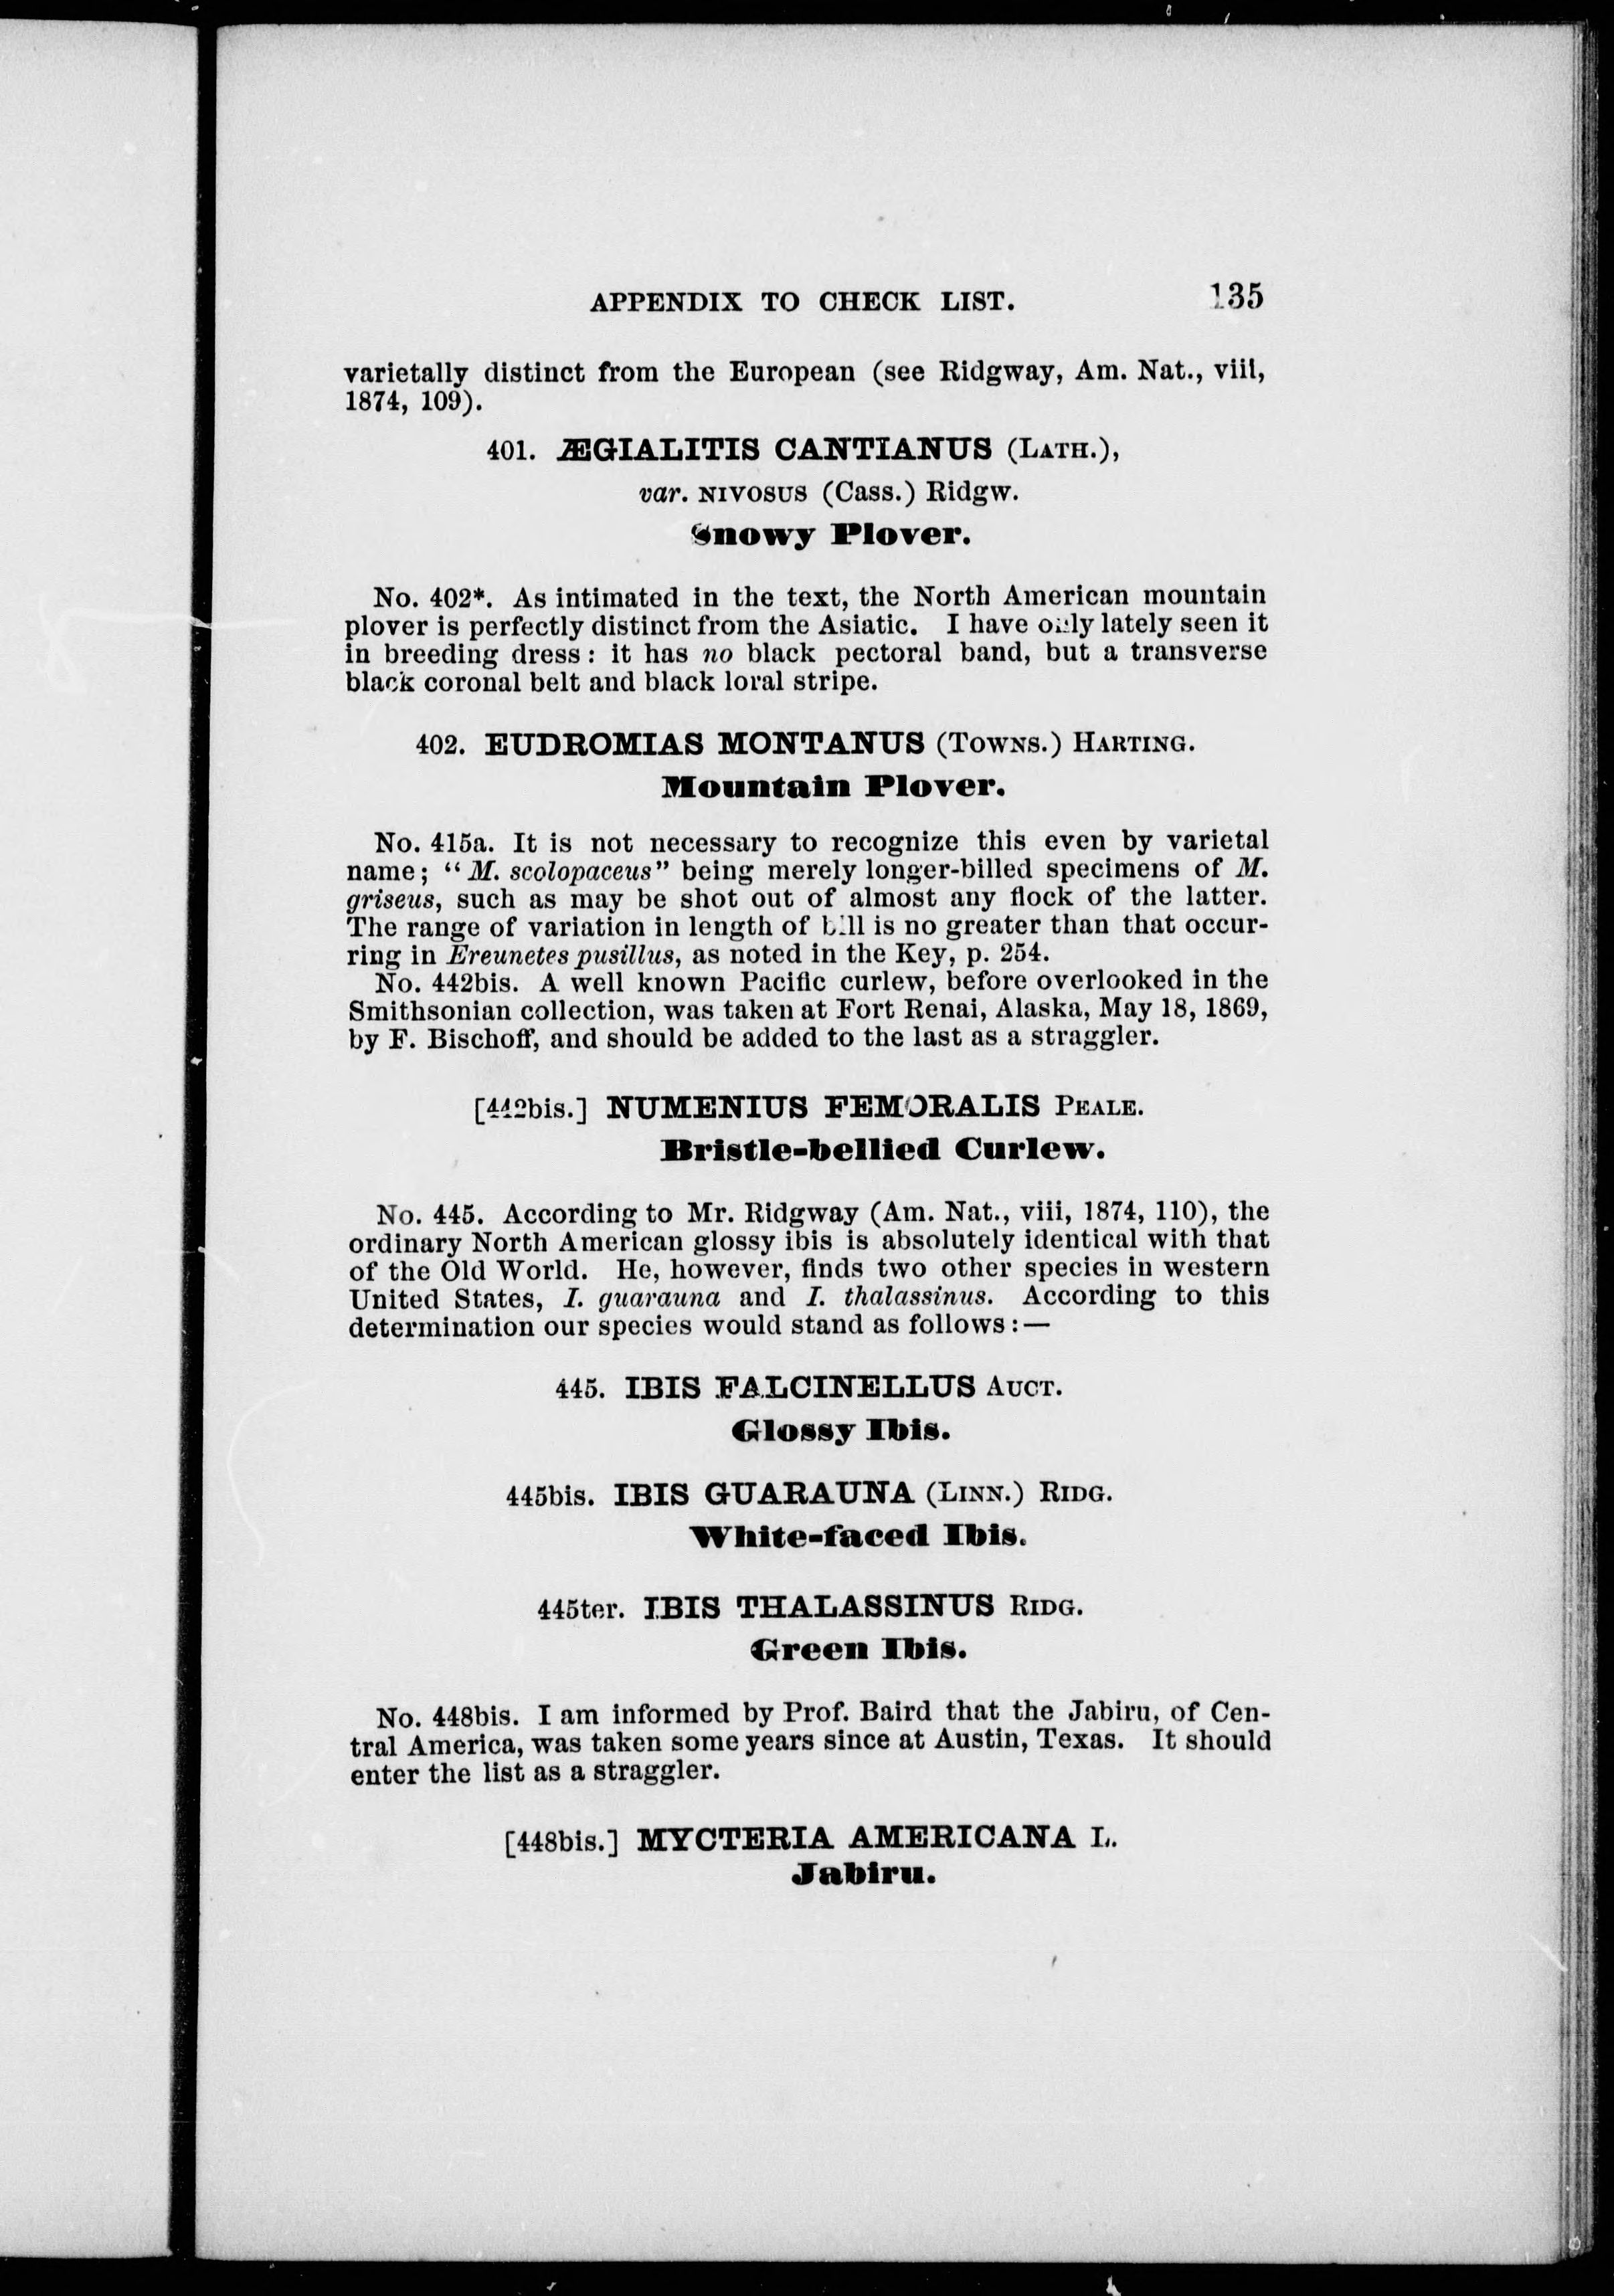 APPENDIX TO CHECK LIST. 135
varietally distinct from the European (see Ridgway, Am. Nat., viii,
1874, 109).
401. ÆGIALITIS CANTIANUS (LATH.),
var. NIVOSUS (Cass.) Ridgw.
Snowy Plover.
No. 402*. As intimated in the text, the North American mountain
plover is perfectly distinct from the Asiatic. I have only lately seen it
in breeding dress: it has no black pectoral band, but a transverse
black coronal belt and black loral stripe.
402. EUDROMIAS MONTANUS (TOWNS.) HARTING.
Mountain Plover.
No. 415a. It is not necessary to recognize this even by varietal
name; "M. scolopaceus" being merely longer-billed specimens of M.
griseus, such as may be shot out of almost any flock of the latter.
The range of variation in length of bill is no greater than that occur-
ring in Ereunetes pusillus, as noted in the Key, p. 254.
No. 442bis. A well known Pacific curlew, before overlooked in the
Smithsonian collection, was taken at Fort Renai, Alaska, May 18, 1869,
by F. Bischoff, and should be added to the last as a straggler.
[442bis.] NUMENIUS FEMORALIS PEALE.
Bristle-bellied Curlew.
No. 445. According to Mr. Ridgway (Am. Nat., viii, 1874, 110), the
ordinary North American glossy ibis is absolutely identical with that
of the Old World. He, however, finds two other species in western
United States, I. guarauna and I. thalassinus. According to this
determination our species would stand as follows:—
445. IBIS FALCINELLUS AUCT.
Glossy Ibis.
445bis. IBIS GUARAUNA (LINN.) RIDG.
White-faced Ibis.
445ter. IBIS THALASSINUS RIDG.
Green Ibis.
No. 448bis. I am informed by Prof. Baird that the Jabiru, of Cen-
tral America, was taken some years since at Austin, Texas. It should
enter the list as a straggler.
[448bis.] MYCTERIA AMERICANA L.
Jabiru.